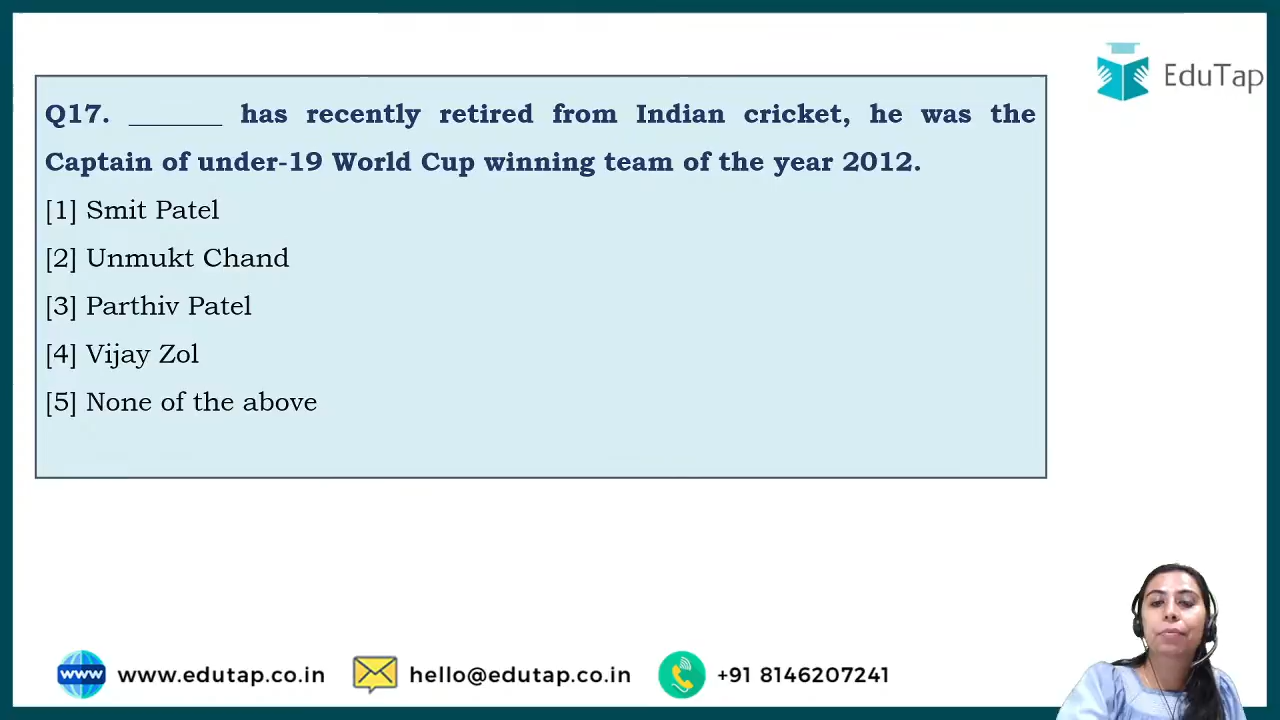 EduTap
Q17. ______ has recently retired from Indian cricket, he was the
Captain of under-19 World Cup winning team of the year 2012.
[1] Smit Patel
[2] Unmukt Chand
[3] Parthiv Patel
[4] Vijay Zol
[5] None of the above
www www.edutap.co.in hello@edutap.co.in +91 8146207241